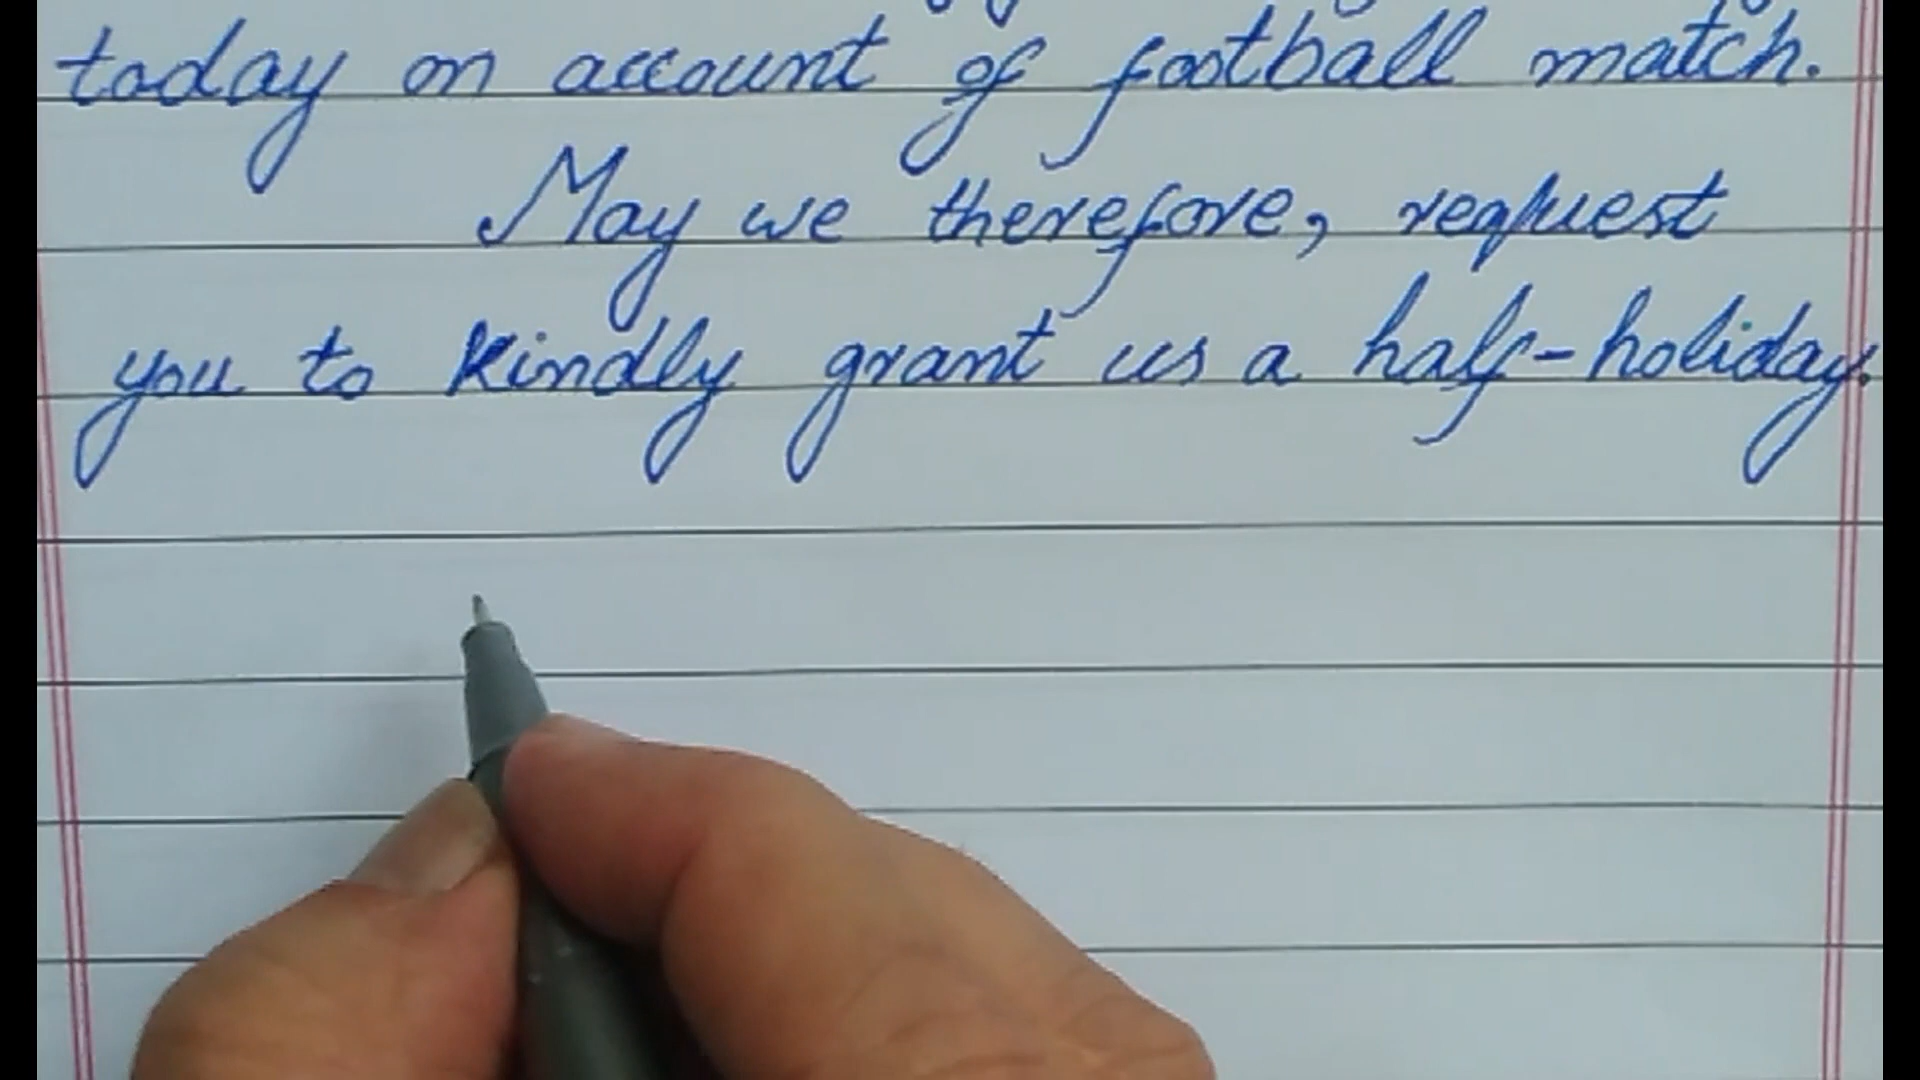 today on account of football match.
May we therefore, request
you to kindly grant us a half-holiday.